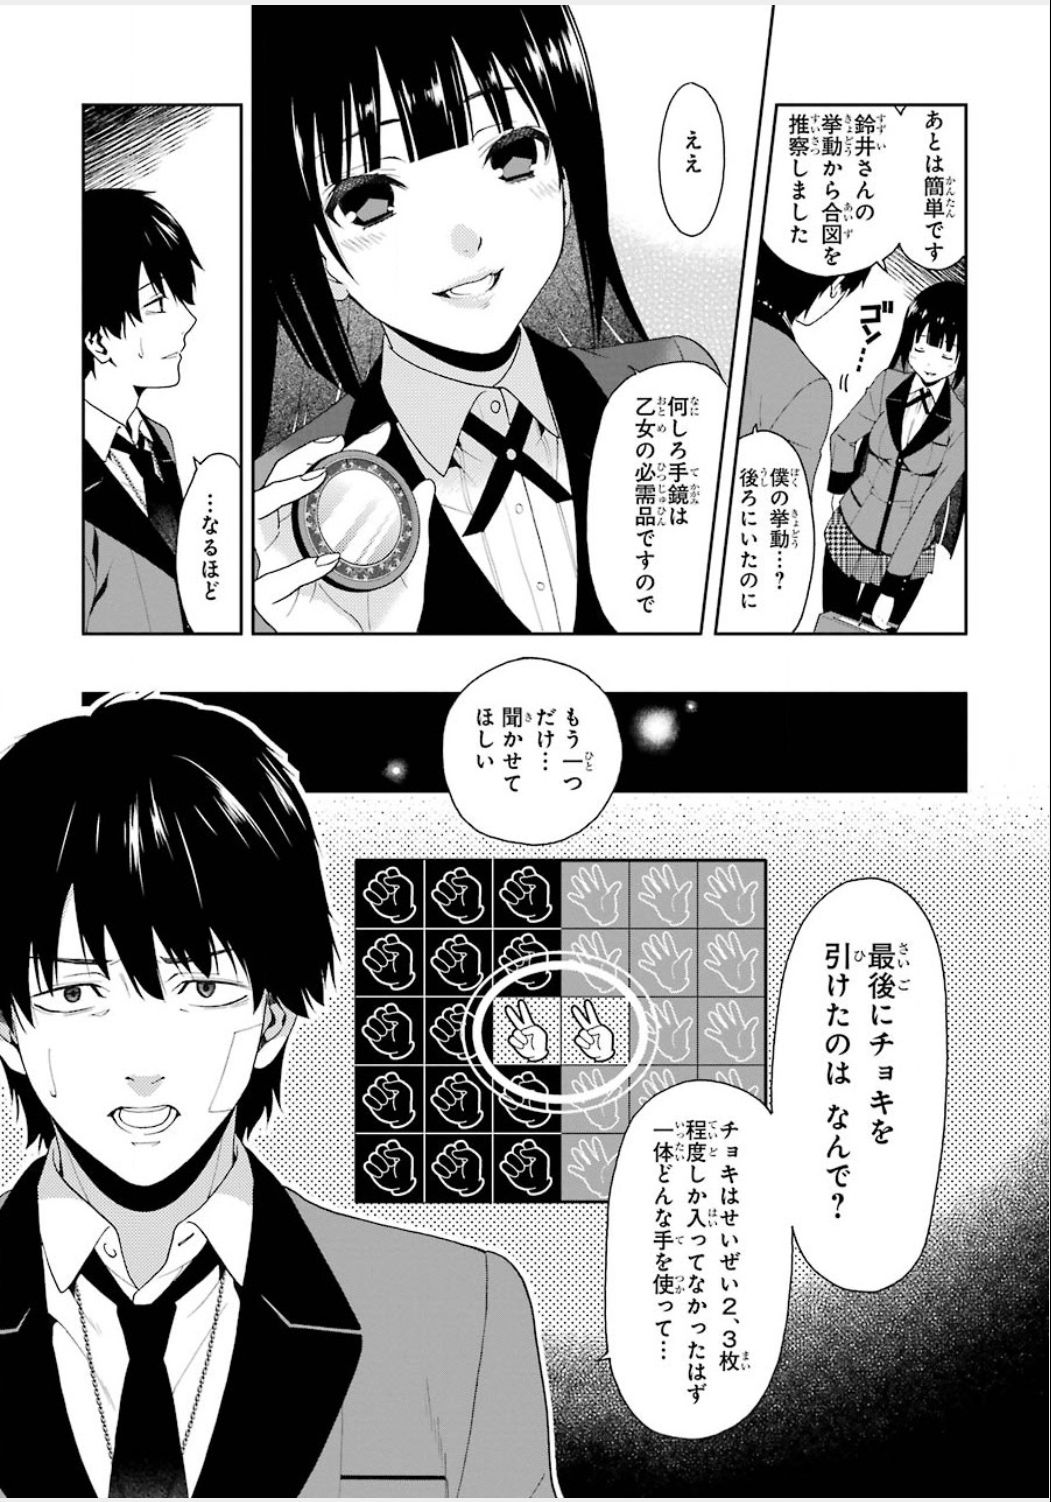 あとは簡単です
鈴井さんの
挙動から合図を
推察しました
ゴン…
僕の挙動…?
後ろにいたのに
ええ
何しろ手鏡は
乙女の必需品ですので
…なるほど
もう一つ
だけ…
聞かせて
ほしい
最後にチョキを
引けたのは なんで?
チョキはせいぜい2、3枚
程度しか入ってなかったはず
一体どんな手を使って…